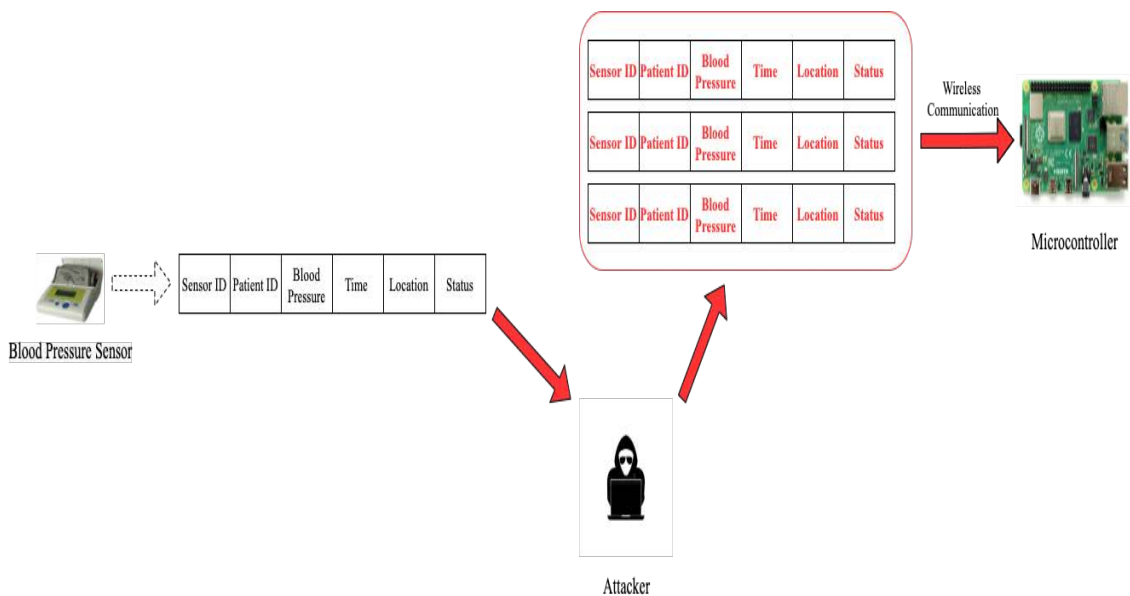 Sensor ID Patient ID Blood Pressure Time Location Status
Sensor ID Patient ID Blood Pressure Time Location Status
Sensor ID Patient ID Blood Pressure Time Location Status
Wireless
Communication
Microcontroller
Sensor ID Patient ID Blood Pressure Time Location Status
Blood Pressure Sensor
Attacker